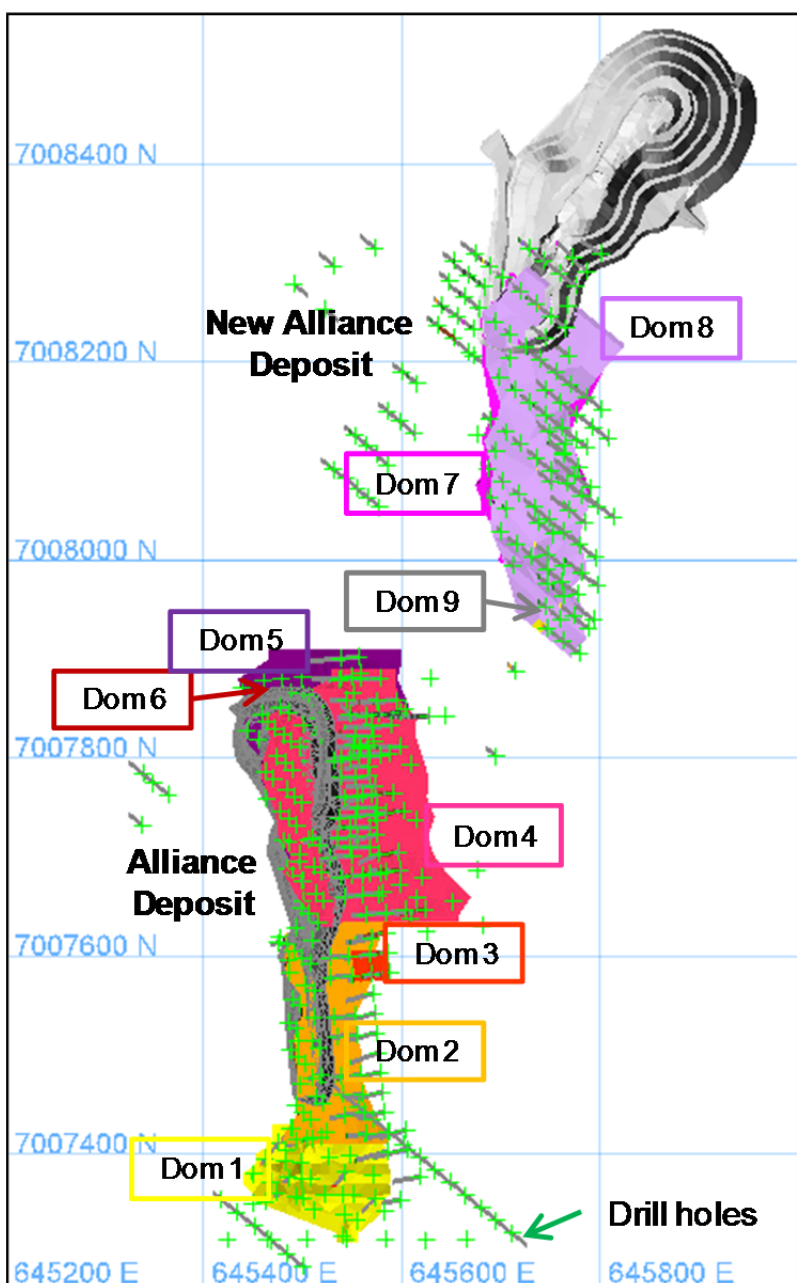 7008400 N
New Alliance
Deposit
Dom 8
7008200 N
Dom 7
7008000 N
Dom 9
Dom 5
Dom 6
7007800 N
Dom 4
Alliance
Deposit
7007600 N
Dom 3
Dom 2
7007400 N
Dom 1
Drill holes
645200 E
645400 E
645600 E
645800 E